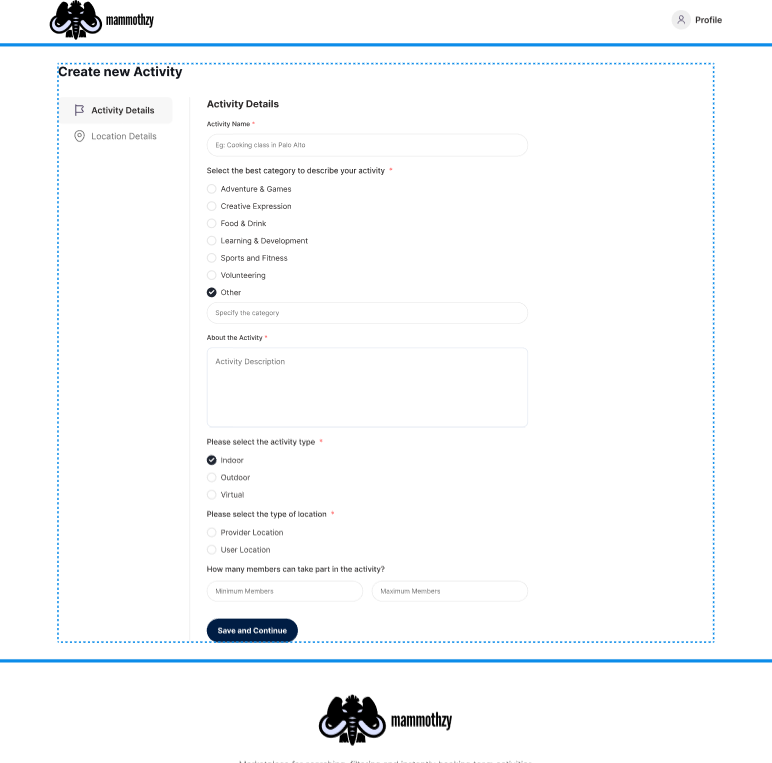 mammothzy
Profile
Create new Activity
Activity Details
Location Details
Activity Details
Activity Name *
Eg: Cooking class in Palo Alto
Select the best category to describe your activity *
Adventure & Games
Creative Expression
Food & Drink
Learning & Development
Sports and Fitness
Volunteering
Other
Specify the category
About the Activity *
Activity Description
Please select the activity type *
Indoor
Outdoor
Virtual
Please select the type of location *
Provider Location
User Location
How many members can take part in the activity?
Minimum Members
Maximum Members
Save and Continue
mammothzy